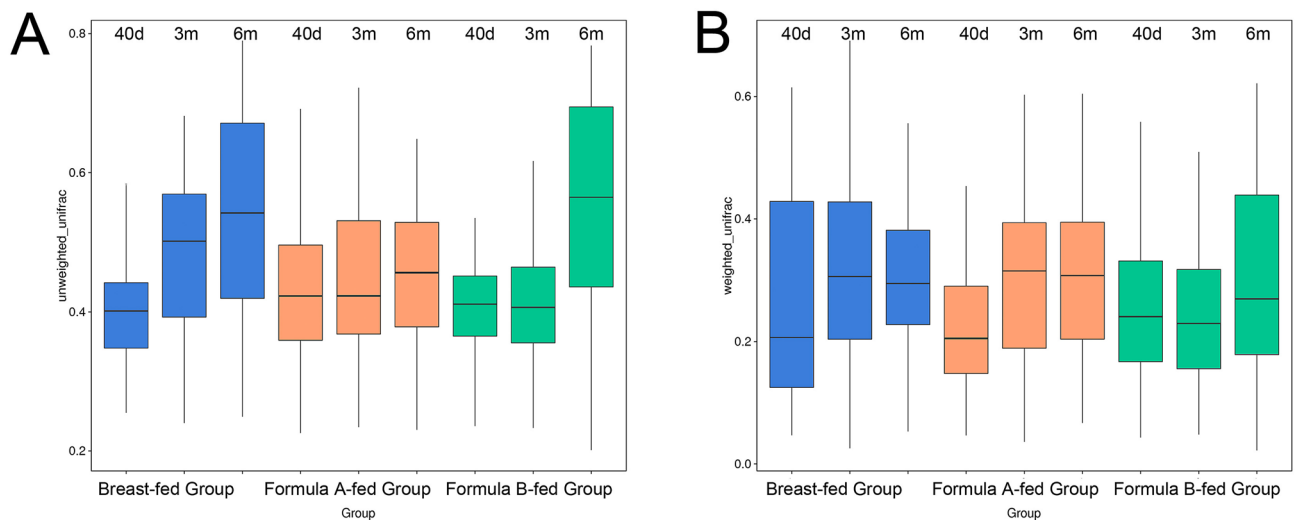 A
40d 3m 6m 40d 3m 6m 40d 3m 6m
unweighted_unifrac
0.8
0.6
0.4
0.2
Breast-fed Group Formula A-fed Group Formula B-fed Group
Group
B
40d 3m 6m 40d 3m 6m 40d 3m 6m
weighted_unifrac
0.6
0.4
0.2
0.0
Breast-fed Group Formula A-fed Group Formula B-fed Group
Group